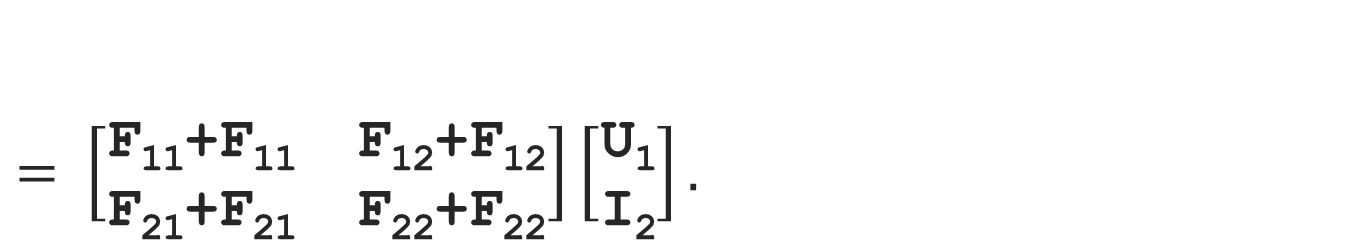 = [F₁₁+F₁₁ F₁₂+F₁₂] [U₁]
[F₂₁+F₂₁ F₂₂+F₂₂] [I₂] .